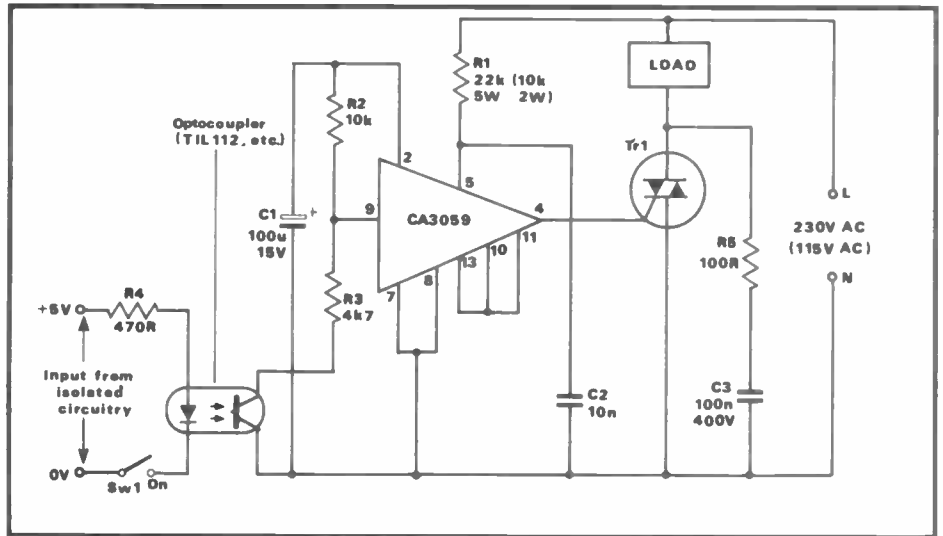 R1
22k (10k
5W 2W)
LOAD
R2
10k
Optocoupler
(TIL112, etc.)
Tr1
2
5
C1
+
100u
15V
9
CA3059
4
L
230V AC
(115V AC)
N
11
10
13
8
7
R5
100R
R3
4k7
+5V
R4
470R
Input from
isolated
circuitry
C2
10n
C3
100n
400V
0V
Sw1
On